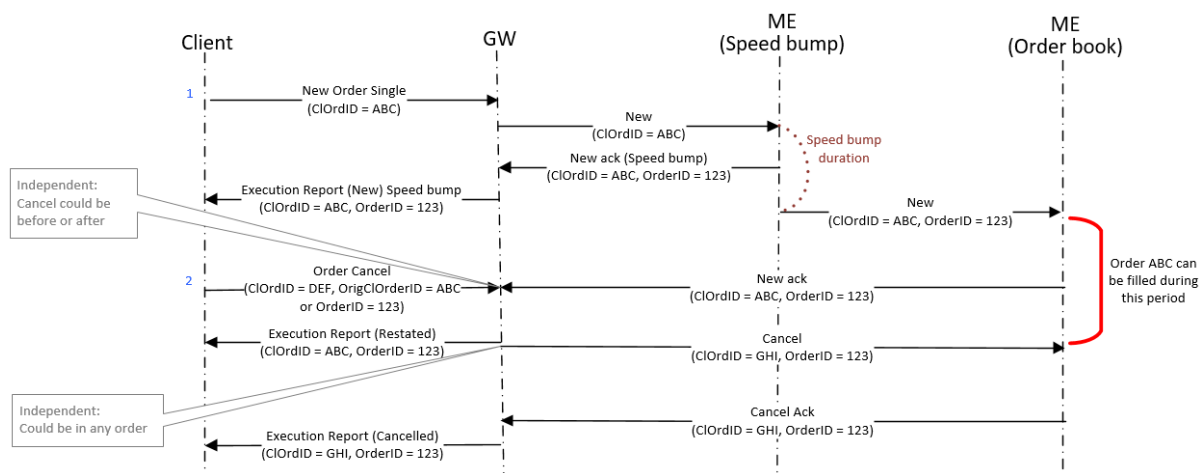 Client
GW
ME
(Speed bump)
ME
(Order book)
1
New Order Single
(ClOrdID = ABC)
New
(ClOrdID = ABC)
Speed bump
duration
New ack (Speed bump)
(ClOrdID = ABC, OrderID = 123)
Independent:
Cancel could be
before or after
Execution Report (New) Speed bump
(ClOrdID = ABC, OrderID = 123)
New
(ClOrdID = ABC, OrderID = 123)
2
Order Cancel
(ClOrdID = DEF, OrigClOrderID = ABC
or OrderID = 123)
New ack
(ClOrdID = ABC, OrderID = 123)
Order ABC can
be filled during
this period
Execution Report (Restated)
(ClOrdID = ABC, OrderID = 123)
Cancel
(ClOrdID = GHI, OrderID = 123)
Independent:
Could be in any order
Cancel Ack
(ClOrdID = GHI, OrderID = 123)
Execution Report (Cancelled)
(ClOrdID = GHI, OrderID = 123)